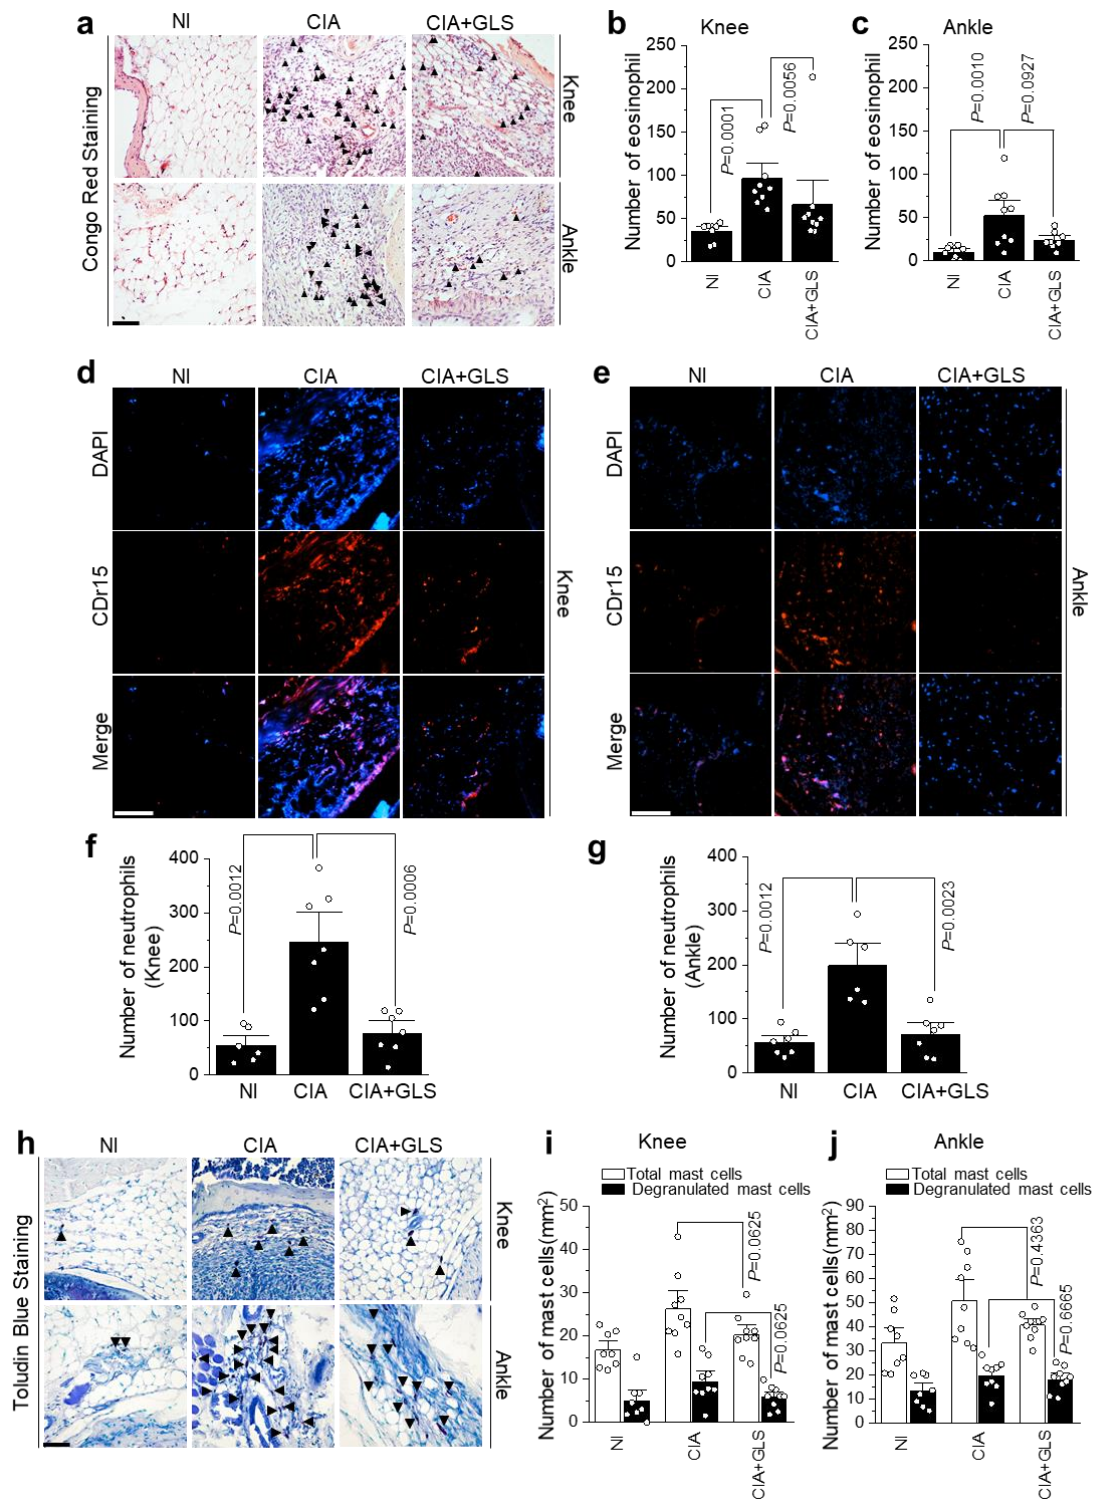 a
NI
CIA
CIA+GLS
Congo Red Staining
Knee
Ankle
b
Knee
Number of eosinophil
250
200
150
100
50
0
P=0.0001
P=0.0056
NI
CIA
CIA+GLS
c
Ankle
Number of eosinophil
250
200
150
100
50
0
P=0.0010
P=0.0927
NI
CIA
CIA+GLS
d
NI
CIA
CIA+GLS
DAPI
CDr15
Merge
Knee
e
NI
CIA
CIA+GLS
DAPI
CDr15
Merge
Ankle
f
Number of neutrophils
(Knee)
400
300
200
100
0
P=0.0012
P=0.0006
NI
CIA
CIA+GLS
g
Number of neutrophils
(Ankle)
400
300
200
100
0
P=0.0012
P=0.0023
NI
CIA
CIA+GLS
h
NI
CIA
CIA+GLS
Toludin Blue Staining
Knee
Ankle
i
Knee
Total mast cells
Degranulated mast cells
Number of mast cells(mm²)
50
40
30
20
10
0
P=0.0625
P=0.0625
NI
CIA
CIA+GLS
j
Ankle
Total mast cells
Degranulated mast cells
Number of mast cells(mm²)
90
80
70
60
50
40
30
20
10
0
P=0.4363
P=0.6665
NI
CIA
CIA+GLS